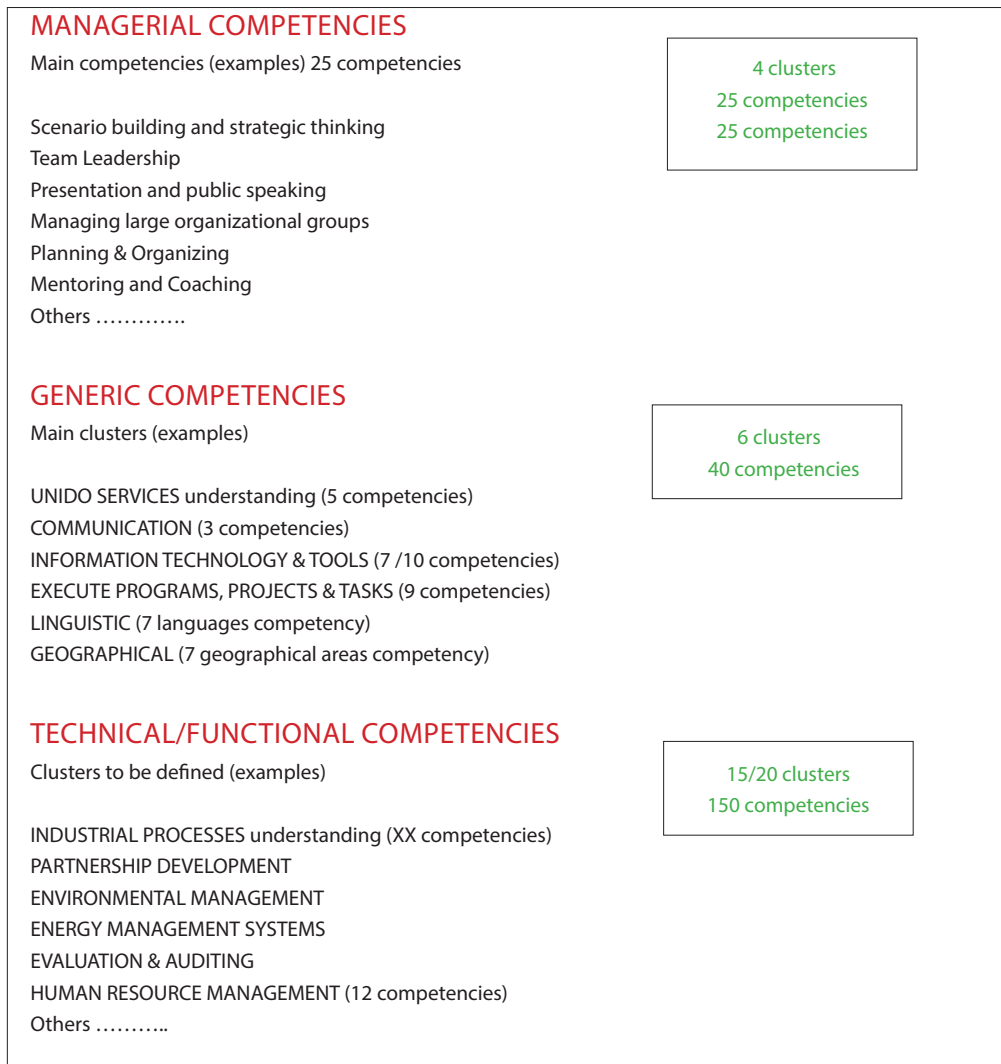 MANAGERIAL COMPETENCIES
Main competencies (examples) 25 competencies
4 clusters
25 competencies
25 competencies
Scenario building and strategic thinking
Team Leadership
Presentation and public speaking
Managing large organizational groups
Planning & Organizing
Mentoring and Coaching
Others ………….
GENERIC COMPETENCIES
Main clusters (examples)
6 clusters
40 competencies
UNIDO SERVICES understanding (5 competencies)
COMMUNICATION (3 competencies)
INFORMATION TECHNOLOGY & TOOLS (7 /10 competencies)
EXECUTE PROGRAMS, PROJECTS & TASKS (9 competencies)
LINGUISTIC (7 languages competency)
GEOGRAPHICAL (7 geographical areas competency)
TECHNICAL/FUNCTIONAL COMPETENCIES
Clusters to be defined (examples)
15/20 clusters
150 competencies
INDUSTRIAL PROCESSES understanding (XX competencies)
PARTNERSHIP DEVELOPMENT
ENVIRONMENTAL MANAGEMENT
ENERGY MANAGEMENT SYSTEMS
EVALUATION & AUDITING
HUMAN RESOURCE MANAGEMENT (12 competencies)
Others ………..